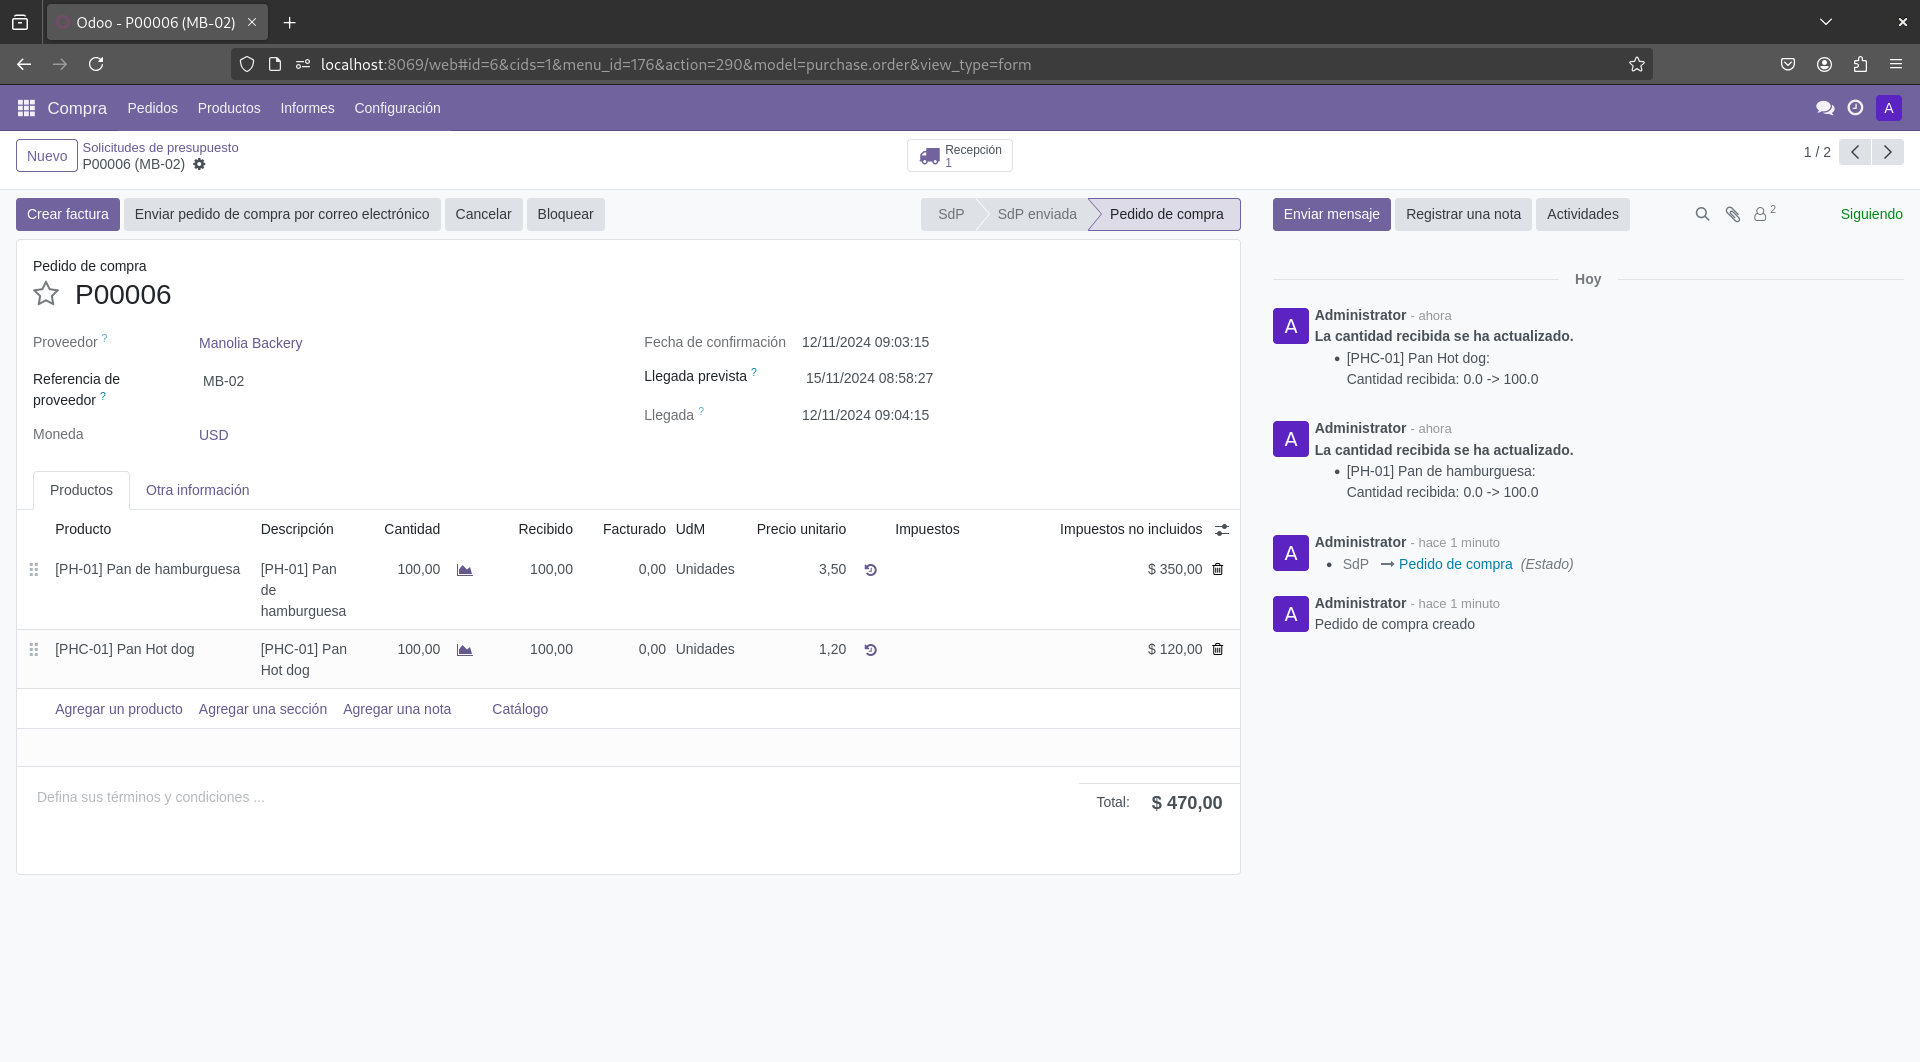 Odoo - P00006 (MB-02)
localhost:8069/web#id=6&cids=1&menu_id=176&action=290&model=purchase.order&view_type=form
Compra Pedidos Productos Informes Configuración A
Nuevo
Solicitudes de presupuesto
P00006 (MB-02)
Recepción
1
1 / 2
Crear factura Enviar pedido de compra por correo electrónico Cancelar Bloquear SdP SdP enviada Pedido de compra
Enviar mensaje Registrar una nota Actividades 2 Siguiendo
Pedido de compra
P00006
Proveedor ? Manolia Backery
Referencia de proveedor ? MB-02
Moneda USD
Fecha de confirmación 12/11/2024 09:03:15
Llegada prevista ? 15/11/2024 08:58:27
Llegada ? 12/11/2024 09:04:15
Productos Otra información
Producto Descripción Cantidad Recibido Facturado UdM Precio unitario Impuestos Impuestos no incluidos
[PH-01] Pan de hamburguesa [PH-01] Pan de hamburguesa 100,00 100,00 0,00 Unidades 3,50 $ 350,00
[PHC-01] Pan Hot dog [PHC-01] Pan Hot dog 100,00 100,00 0,00 Unidades 1,20 $ 120,00
Agregar un producto Agregar una sección Agregar una nota Catálogo
Defina sus términos y condiciones ...
Total: $ 470,00
Hoy
A
Administrator - ahora
La cantidad recibida se ha actualizado.
• [PHC-01] Pan Hot dog:
Cantidad recibida: 0.0 -> 100.0
A
Administrator - ahora
La cantidad recibida se ha actualizado.
• [PH-01] Pan de hamburguesa:
Cantidad recibida: 0.0 -> 100.0
A
Administrator - hace 1 minuto
• SdP → Pedido de compra (Estado)
A
Administrator - hace 1 minuto
Pedido de compra creado